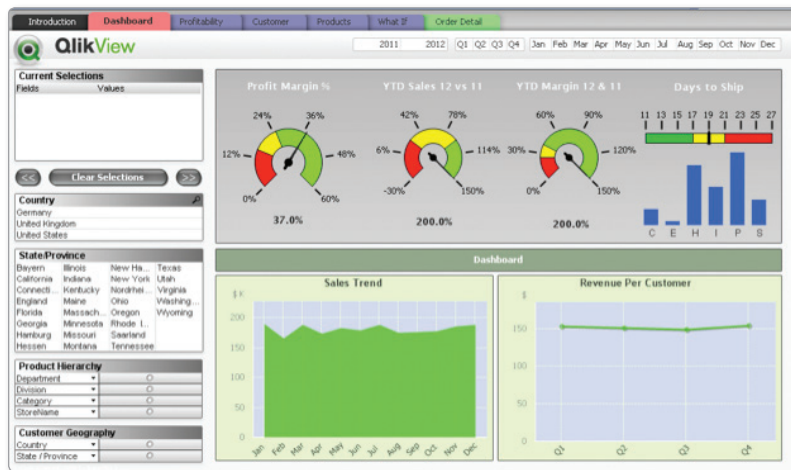 Introduction Dashboard Profitability Customer Products What If Order Detail
QlikView
2011 2012 Q1 Q2 Q3 Q4 Jan Feb Mar Apr May Jun Jul Aug Sep Oct Nov Dec
Current Selections
Fields Values
<< Clear Selections >>
Country
Germany
United Kingdom
United States
State/Province
Bayern Illinois New Ha... Texas
California Indiana New York Utah
Connecti... Kentucky Nordrhei... Virginia
England Maine Ohio Washing...
Florida Massach... Oregon Wyoming
Georgia Minnesota Rhode I...
Hamburg Missouri Saarland
Hessen Montana Tennessee
Product Hierarchy
Department
Division
Category
StoreName
Customer Geography
Country
State / Province
Profit Margin %
0% 12% 24% 36% 48% 60%
37.0%
YTD Sales 12 vs 11
-30% 6% 42% 78% 114% 150%
200.0%
YTD Margin 12 & 11
0% 30% 60% 90% 120% 150%
200.0%
Days to Ship
11 13 15 17 19 21 23 25 27
C E H I P S
Dashboard
Sales Trend
$ K
200
150
100
50
0
Jan Feb Mar Apr May Jun Jul Aug Sep Oct Nov Dec
Revenue Per Customer
$
150
100
50
0
Q1 Q2 Q3 Q4